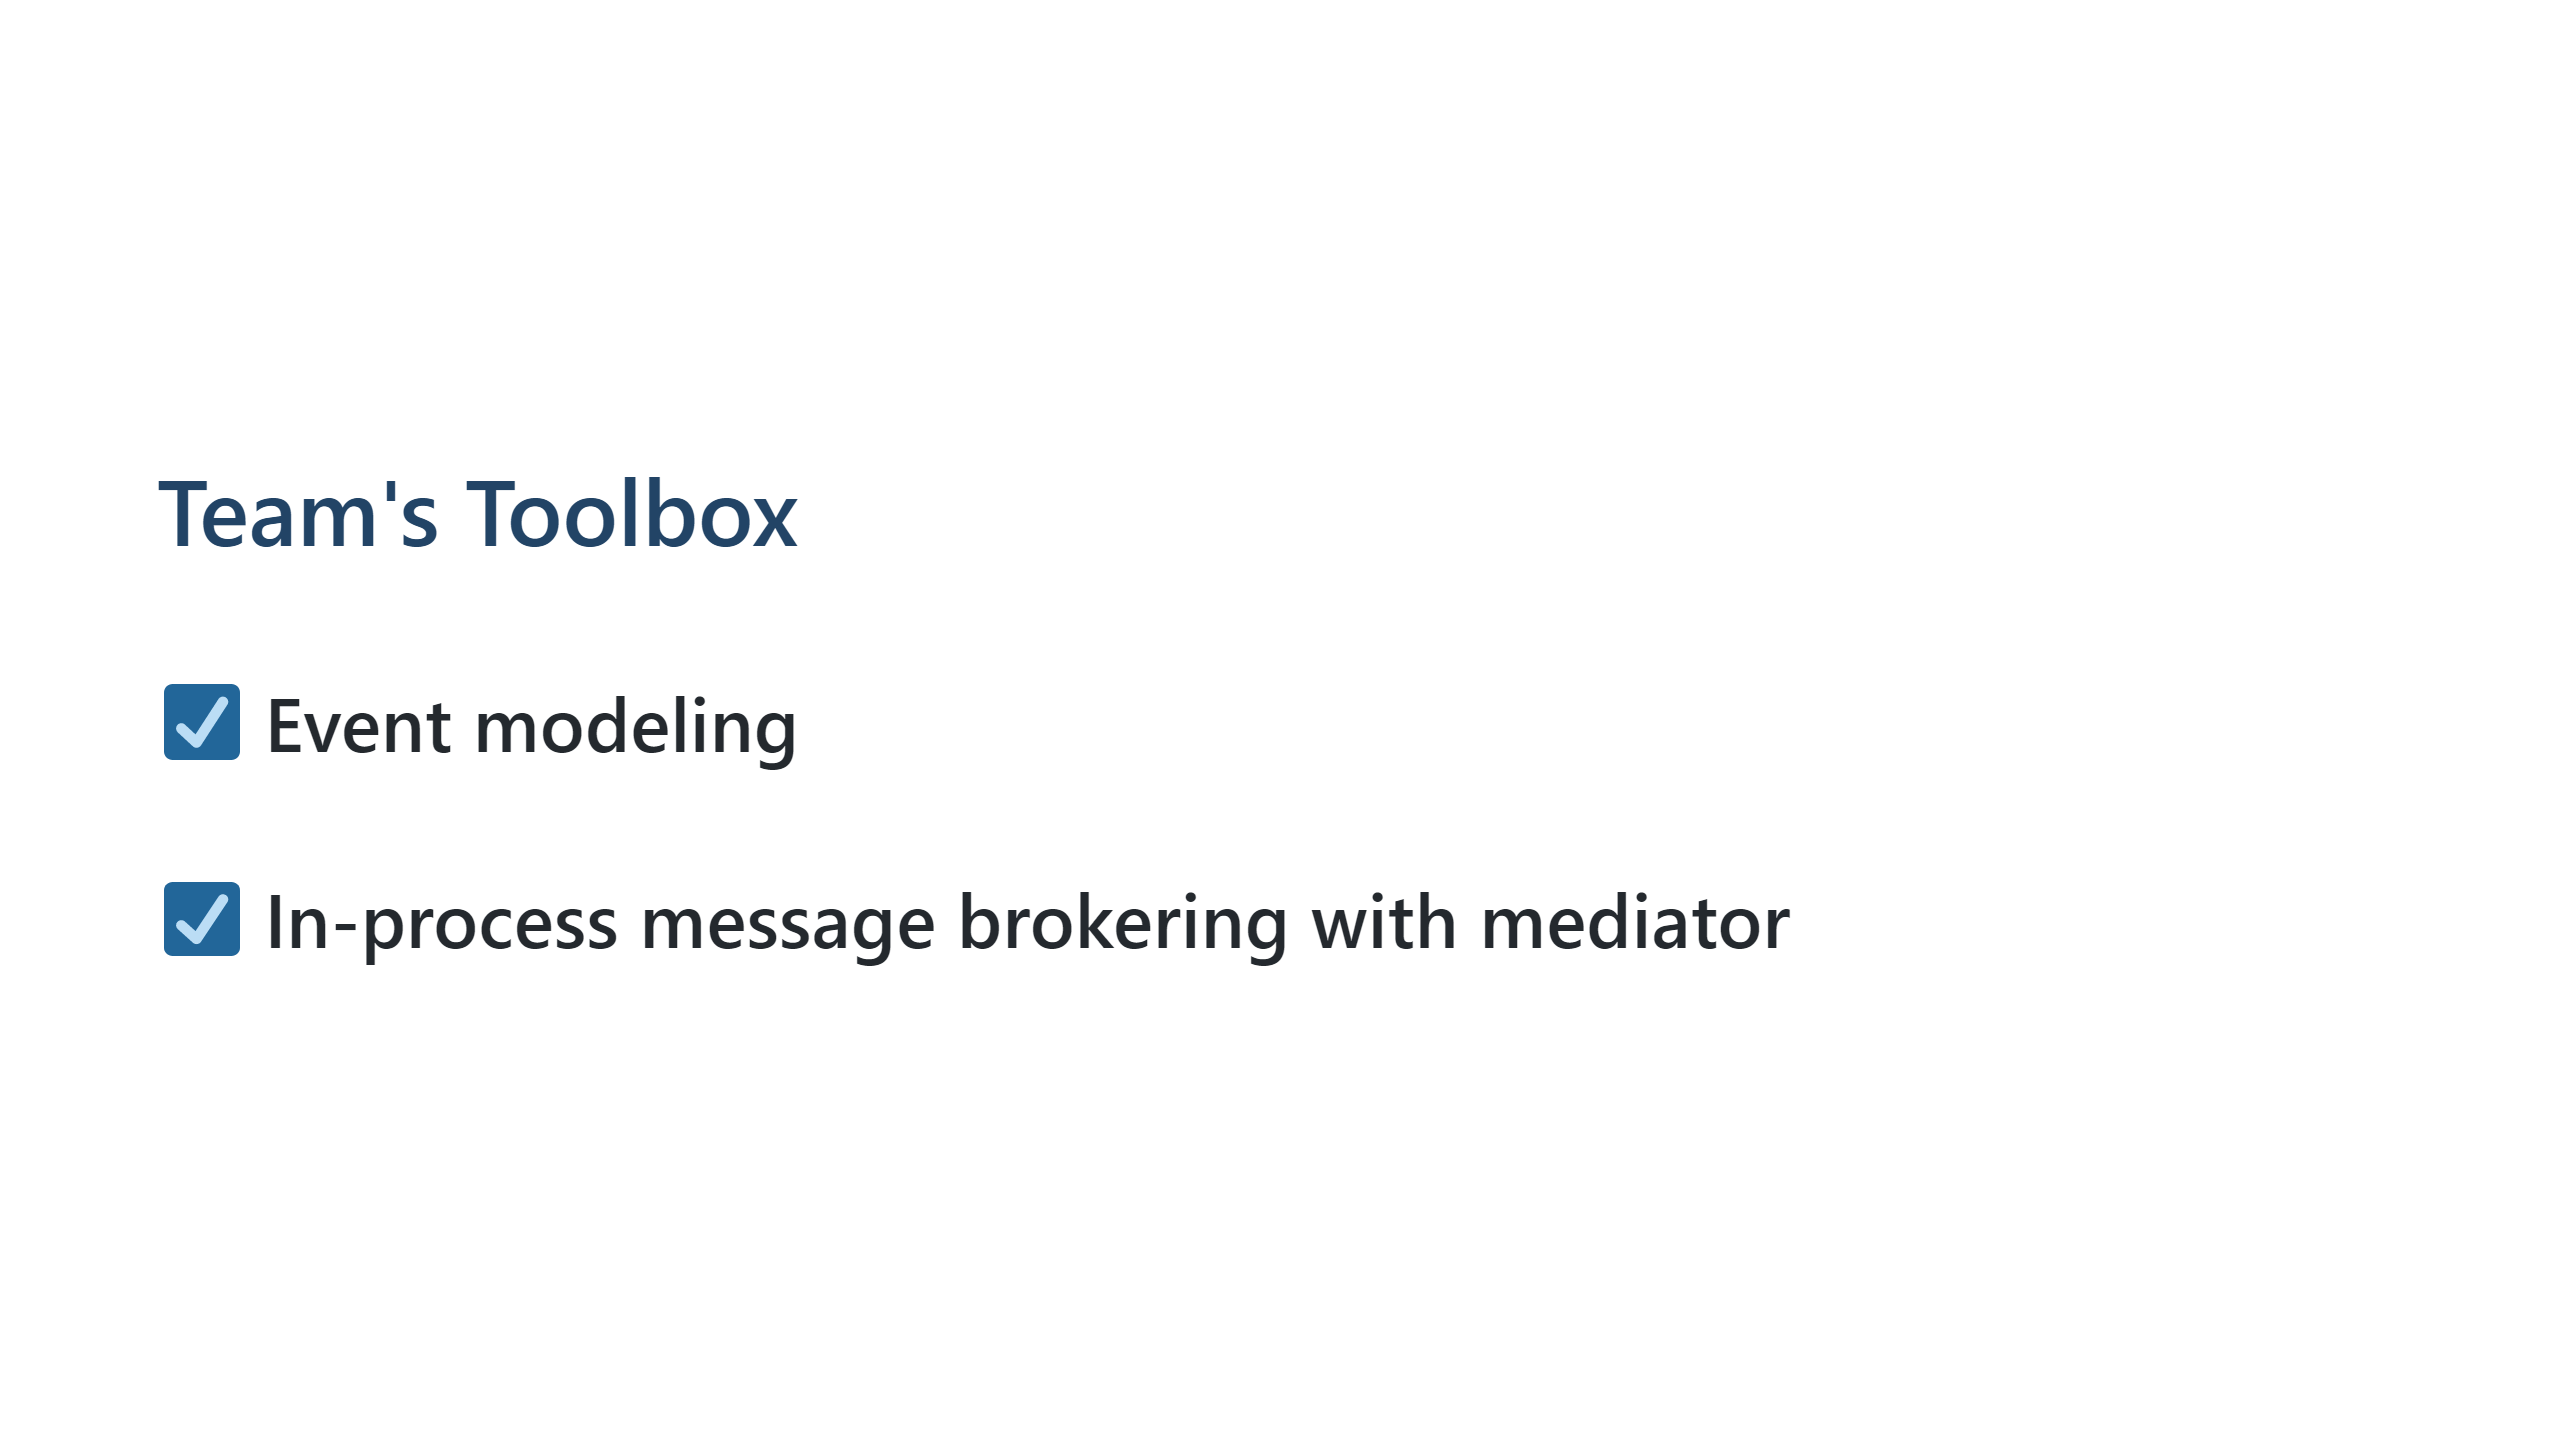 Team's Toolbox
☑ Event modeling
☑ In-process message brokering with mediator